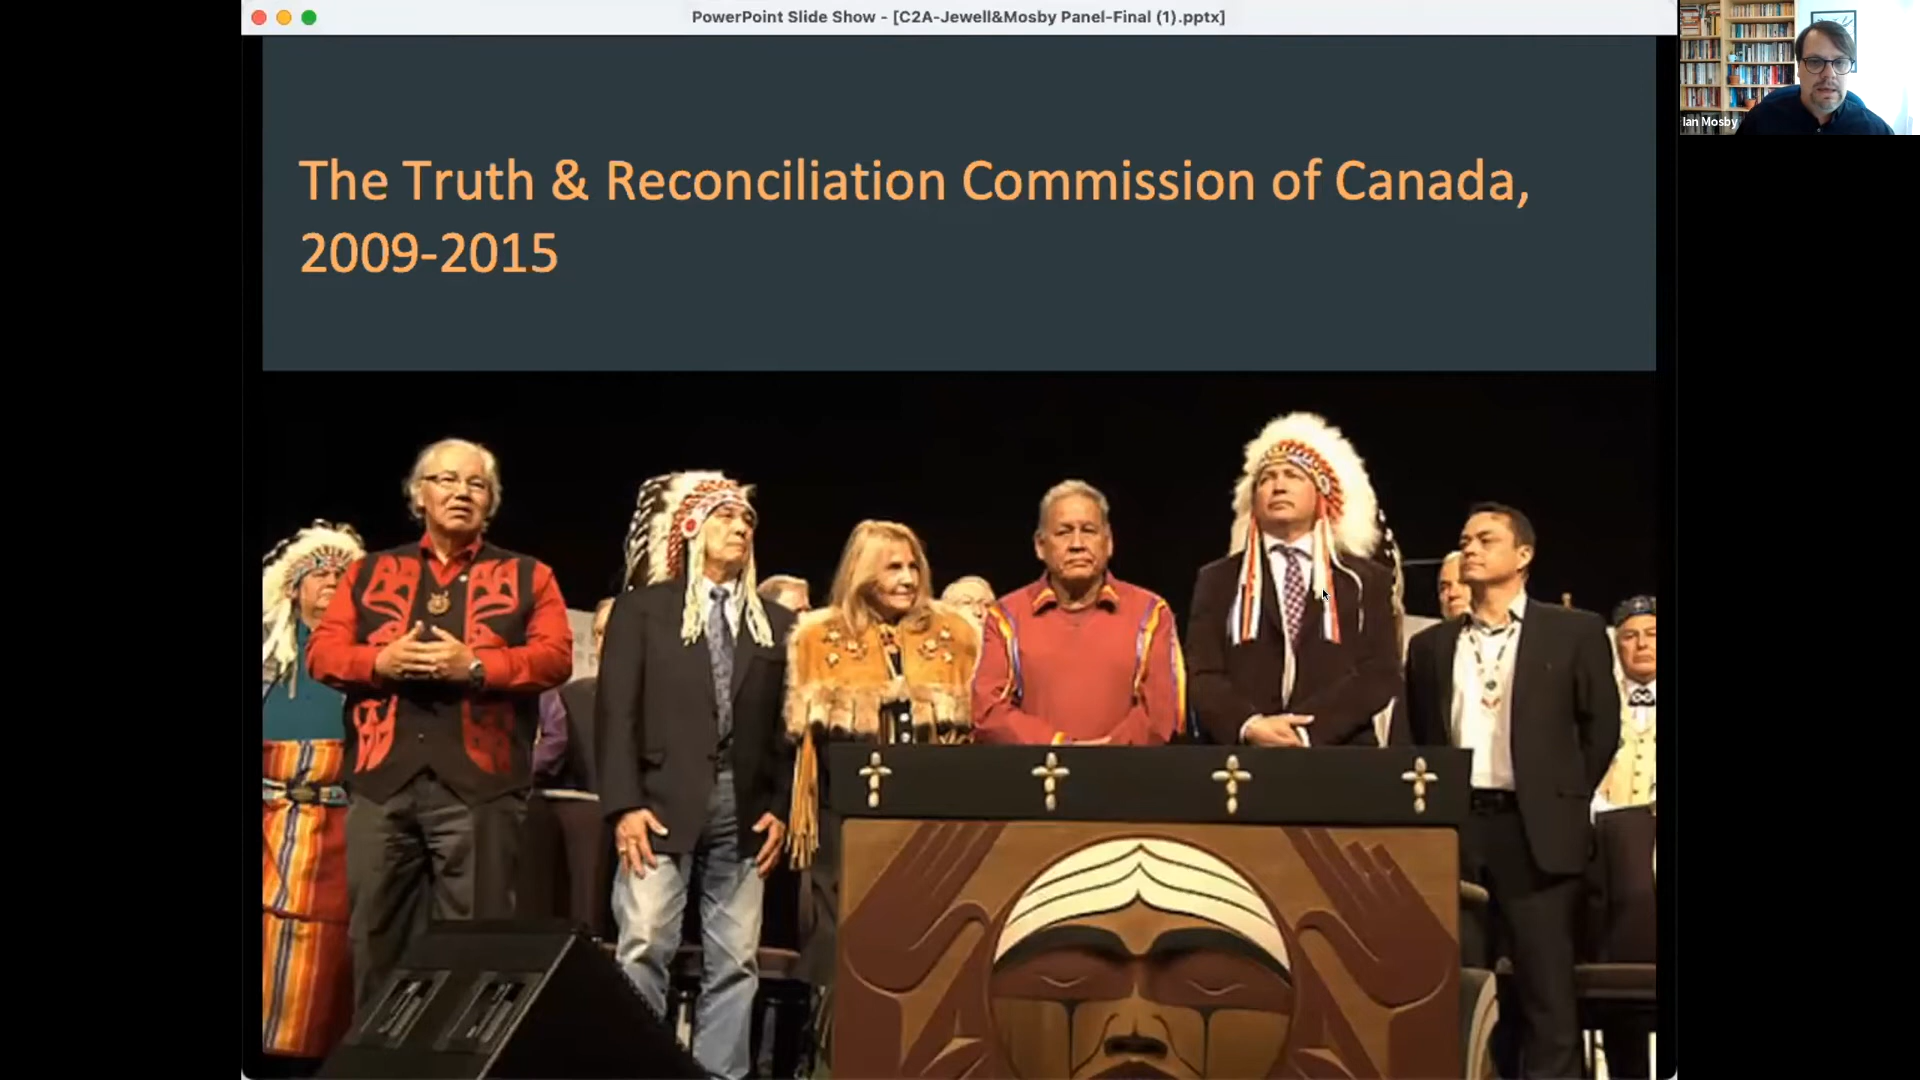 PowerPoint Slide Show - [C2A-Jewell&Mosby Panel-Final (1).pptx]
The Truth & Reconciliation Commission of Canada,
2009-2015
Ian Mosby